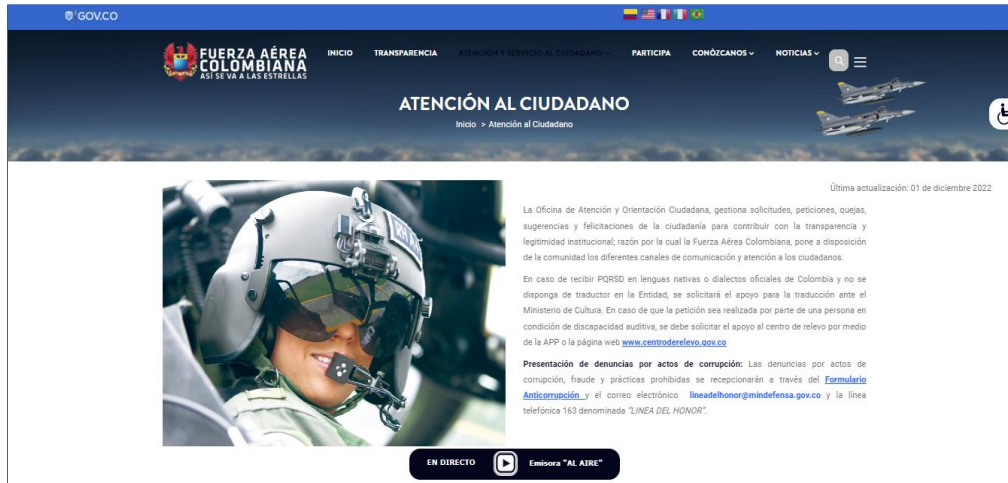 GOV.CO
FUERZA AÉREA
COLOMBIANA
ASÍ SE VA A LAS ESTRELLAS
INICIO TRANSPARENCIA ATENCIÓN Y SERVICIO AL CIUDADANO PARTICIPA CONÓZCANOS NOTICIAS
ATENCIÓN AL CIUDADANO
Inicio > Atención al Ciudadano
Última actualización: 01 de diciembre 2022
La Oficina de Atención y Orientación Ciudadana, gestiona solicitudes, peticiones, quejas,
sugerencias y felicitaciones de la ciudadanía para contribuir con la transparencia y
legitimidad institucional; razón por la cual la Fuerza Aérea Colombiana, pone a disposición
de la comunidad los diferentes canales de comunicación y atención a los ciudadanos.
En caso de recibir PQRSD en lenguas nativas o dialectos oficiales de Colombia y no se
disponga de traductor en la Entidad, se solicitará el apoyo para la traducción ante el
Ministerio de Cultura. En caso de que la petición sea realizada por parte de una persona en
condición de discapacidad auditiva, se debe solicitar el apoyo al centro de relevo por medio
de la APP o la página web www.centroderelevo.gov.co
Presentación de denuncias por actos de corrupción: Las denuncias por actos de
corrupción, fraude y prácticas prohibidas se recepcionarán a través del Formulario
Anticorrupción y el correo electrónico lineadelhonor@mindefensa.gov.co y la línea
telefónica 163 denominada "LINEA DEL HONOR".
EN DIRECTO Emisora "AL AIRE"